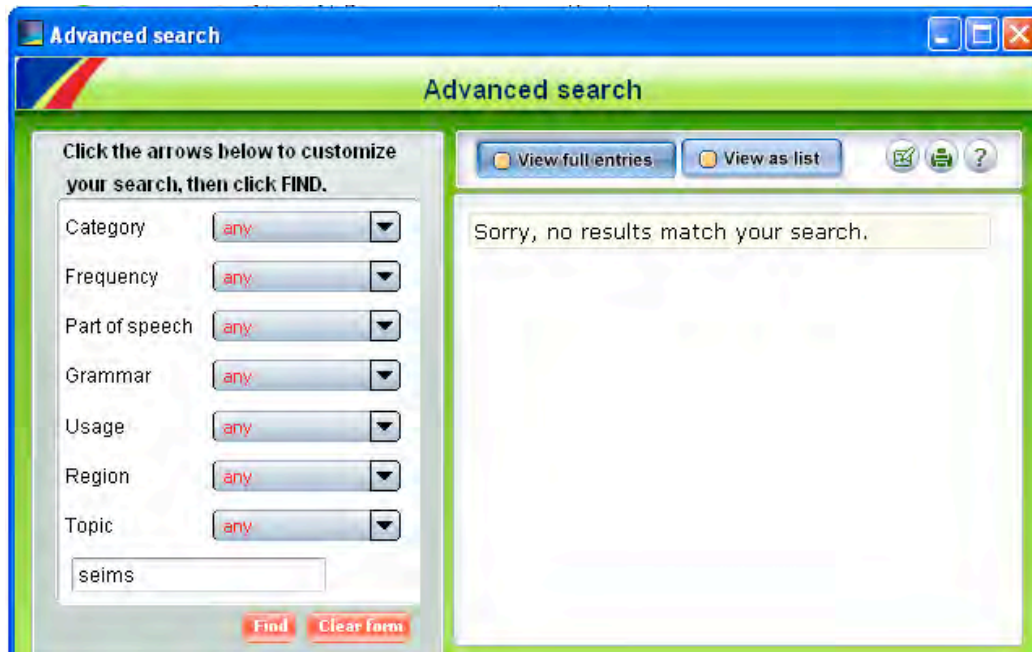 Advanced search
Advanced search
Click the arrows below to customize
your search, then click FIND.
Category any
Frequency any
Part of speech any
Grammar any
Usage any
Region any
Topic any
seims
Find Clear form
View full entries View as list ?
Sorry, no results match your search.